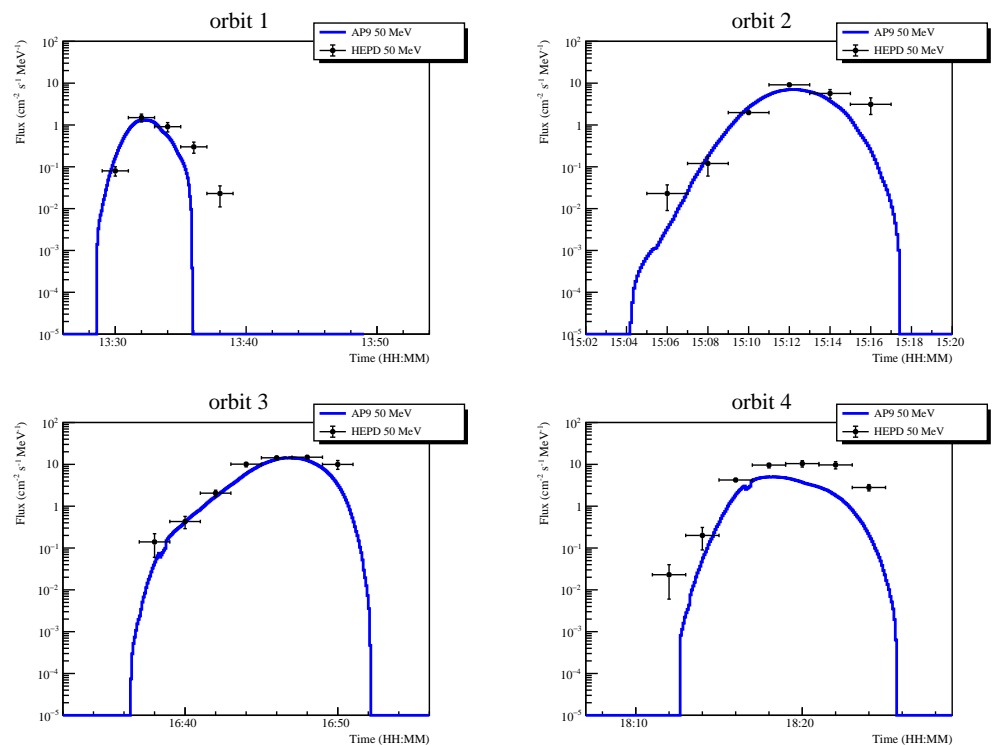 orbit 1
AP9 50 MeV
HEPD 50 MeV
Flux (cm⁻² s⁻¹ MeV⁻¹)
10²
10
1
10⁻¹
10⁻²
10⁻³
10⁻⁴
10⁻⁵
13:30 13:40 13:50
Time (HH:MM)
orbit 2
AP9 50 MeV
HEPD 50 MeV
Flux (cm⁻² s⁻¹ MeV⁻¹)
10²
10
1
10⁻¹
10⁻²
10⁻³
10⁻⁴
10⁻⁵
15:02 15:04 15:06 15:08 15:10 15:12 15:14 15:16 15:18 15:20
Time (HH:MM)
orbit 3
AP9 50 MeV
HEPD 50 MeV
Flux (cm⁻² s⁻¹ MeV⁻¹)
10²
10
1
10⁻¹
10⁻²
10⁻³
10⁻⁴
10⁻⁵
16:40 16:50
Time (HH:MM)
orbit 4
AP9 50 MeV
HEPD 50 MeV
Flux (cm⁻² s⁻¹ MeV⁻¹)
10²
10
1
10⁻¹
10⁻²
10⁻³
10⁻⁴
10⁻⁵
18:10 18:20
Time (HH:MM)